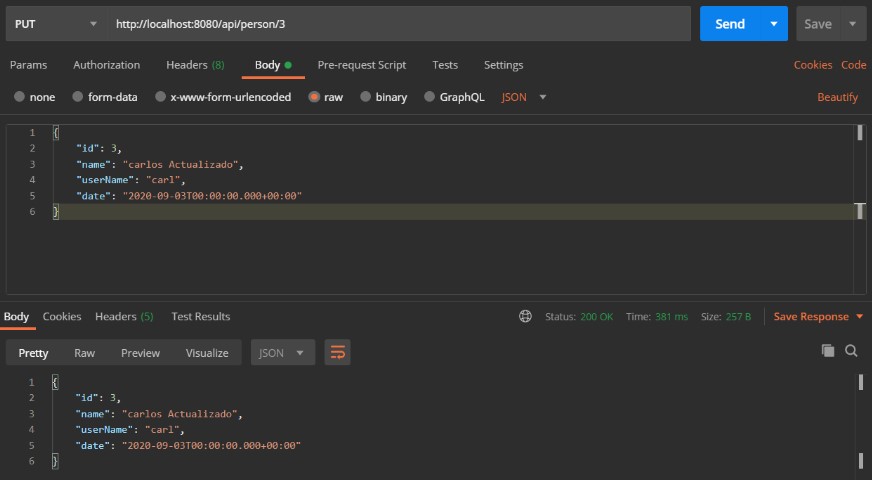 PUT http://localhost:8080/api/person/3 Send Save
Params Authorization Headers (8) Body Pre-request Script Tests Settings Cookies Code
none form-data x-www-form-urlencoded raw binary GraphQL JSON Beautify
1 {
2 "id": 3,
3 "name": "carlos Actualizado",
4 "userName": "carl",
5 "date": "2020-09-03T00:00:00.000+00:00"
6 }
Body Cookies Headers (5) Test Results Status: 200 OK Time: 381 ms Size: 257 B Save Response
Pretty Raw Preview Visualize JSON
1 {
2 "id": 3,
3 "name": "carlos Actualizado",
4 "userName": "carl",
5 "date": "2020-09-03T00:00:00.000+00:00"
6 }